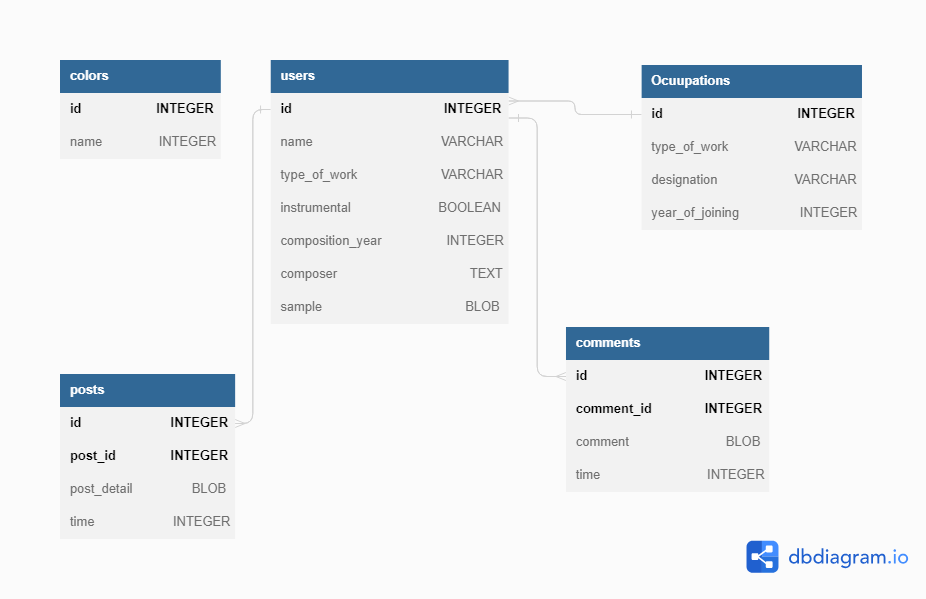 colors
id INTEGER
name INTEGER
users
id INTEGER
name VARCHAR
type_of_work VARCHAR
instrumental BOOLEAN
composition_year INTEGER
composer TEXT
sample BLOB
Ocuupations
id INTEGER
type_of_work VARCHAR
designation VARCHAR
year_of_joining INTEGER
posts
id INTEGER
post_id INTEGER
post_detail BLOB
time INTEGER
comments
id INTEGER
comment_id INTEGER
comment BLOB
time INTEGER
dbdiagram.io